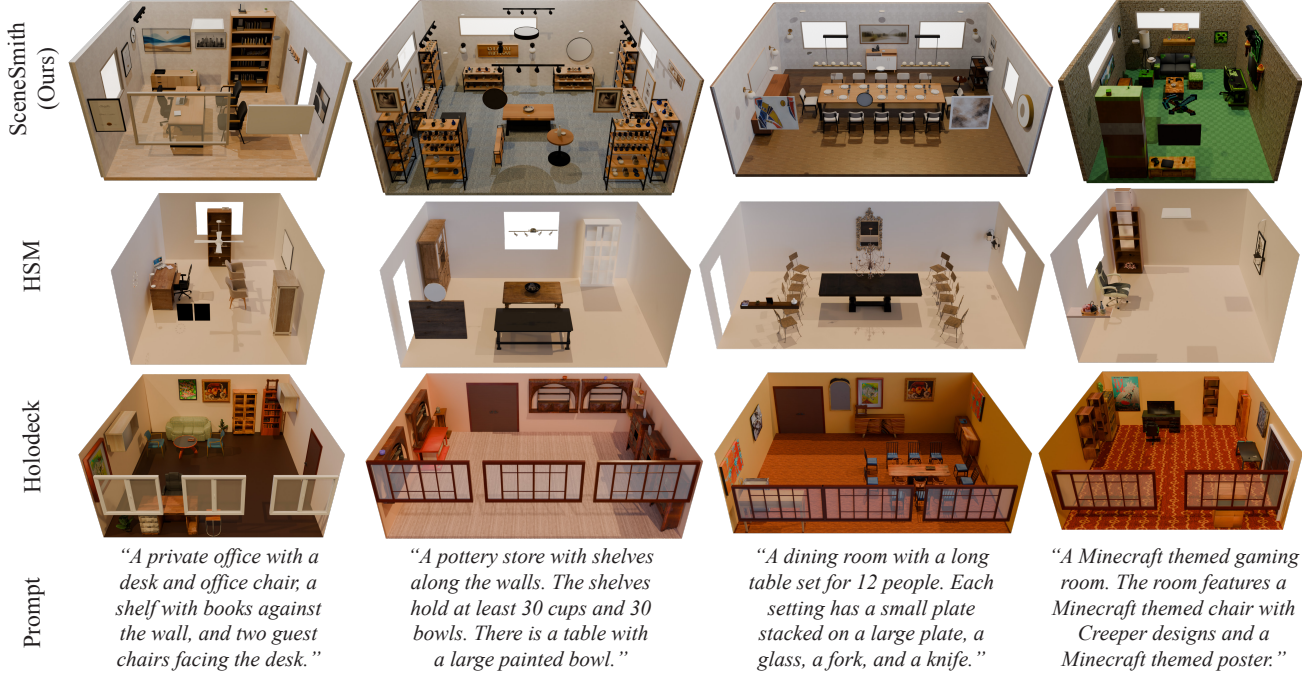 SceneSmith
(Ours)
HSM
Holodeck
Prompt
“A private office with a
desk and office chair, a
shelf with books against
the wall, and two guest
chairs facing the desk.”
“A pottery store with shelves
along the walls. The shelves
hold at least 30 cups and 30
bowls. There is a table with
a large painted bowl.”
“A dining room with a long
table set for 12 people. Each
setting has a small plate
stacked on a large plate, a
glass, a fork, and a knife.”
“A Minecraft themed gaming
room. The room features a
Minecraft themed chair with
Creeper designs and a
Minecraft themed poster.”